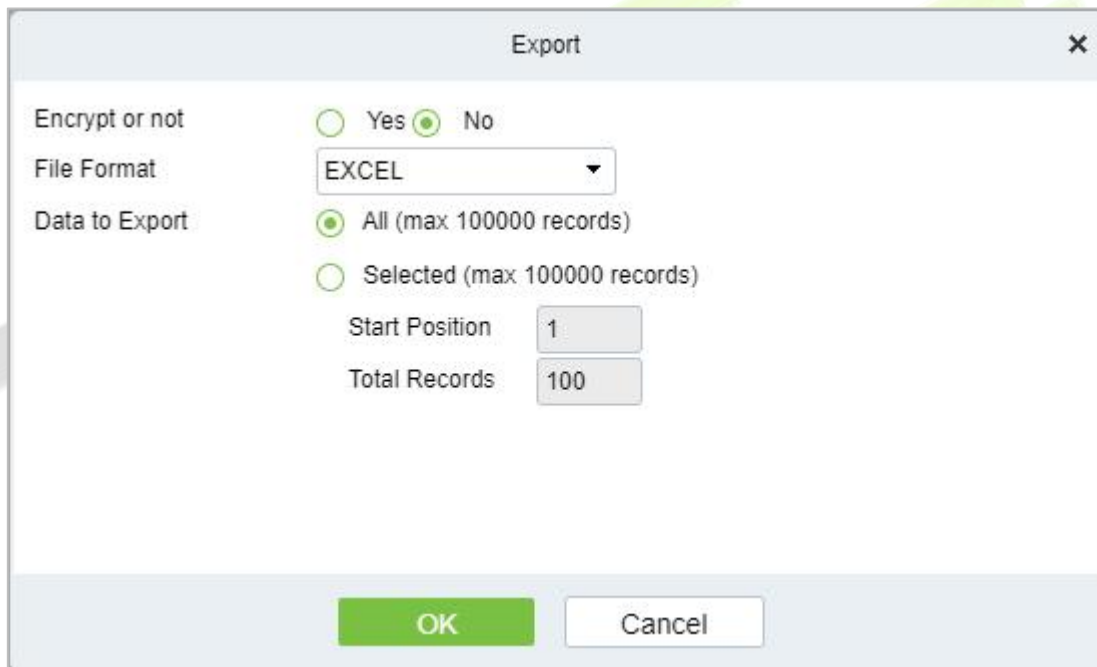 Export
Encrypt or not Yes No
File Format EXCEL
Data to Export All (max 100000 records)
Selected (max 100000 records)
Start Position 1
Total Records 100
OK Cancel